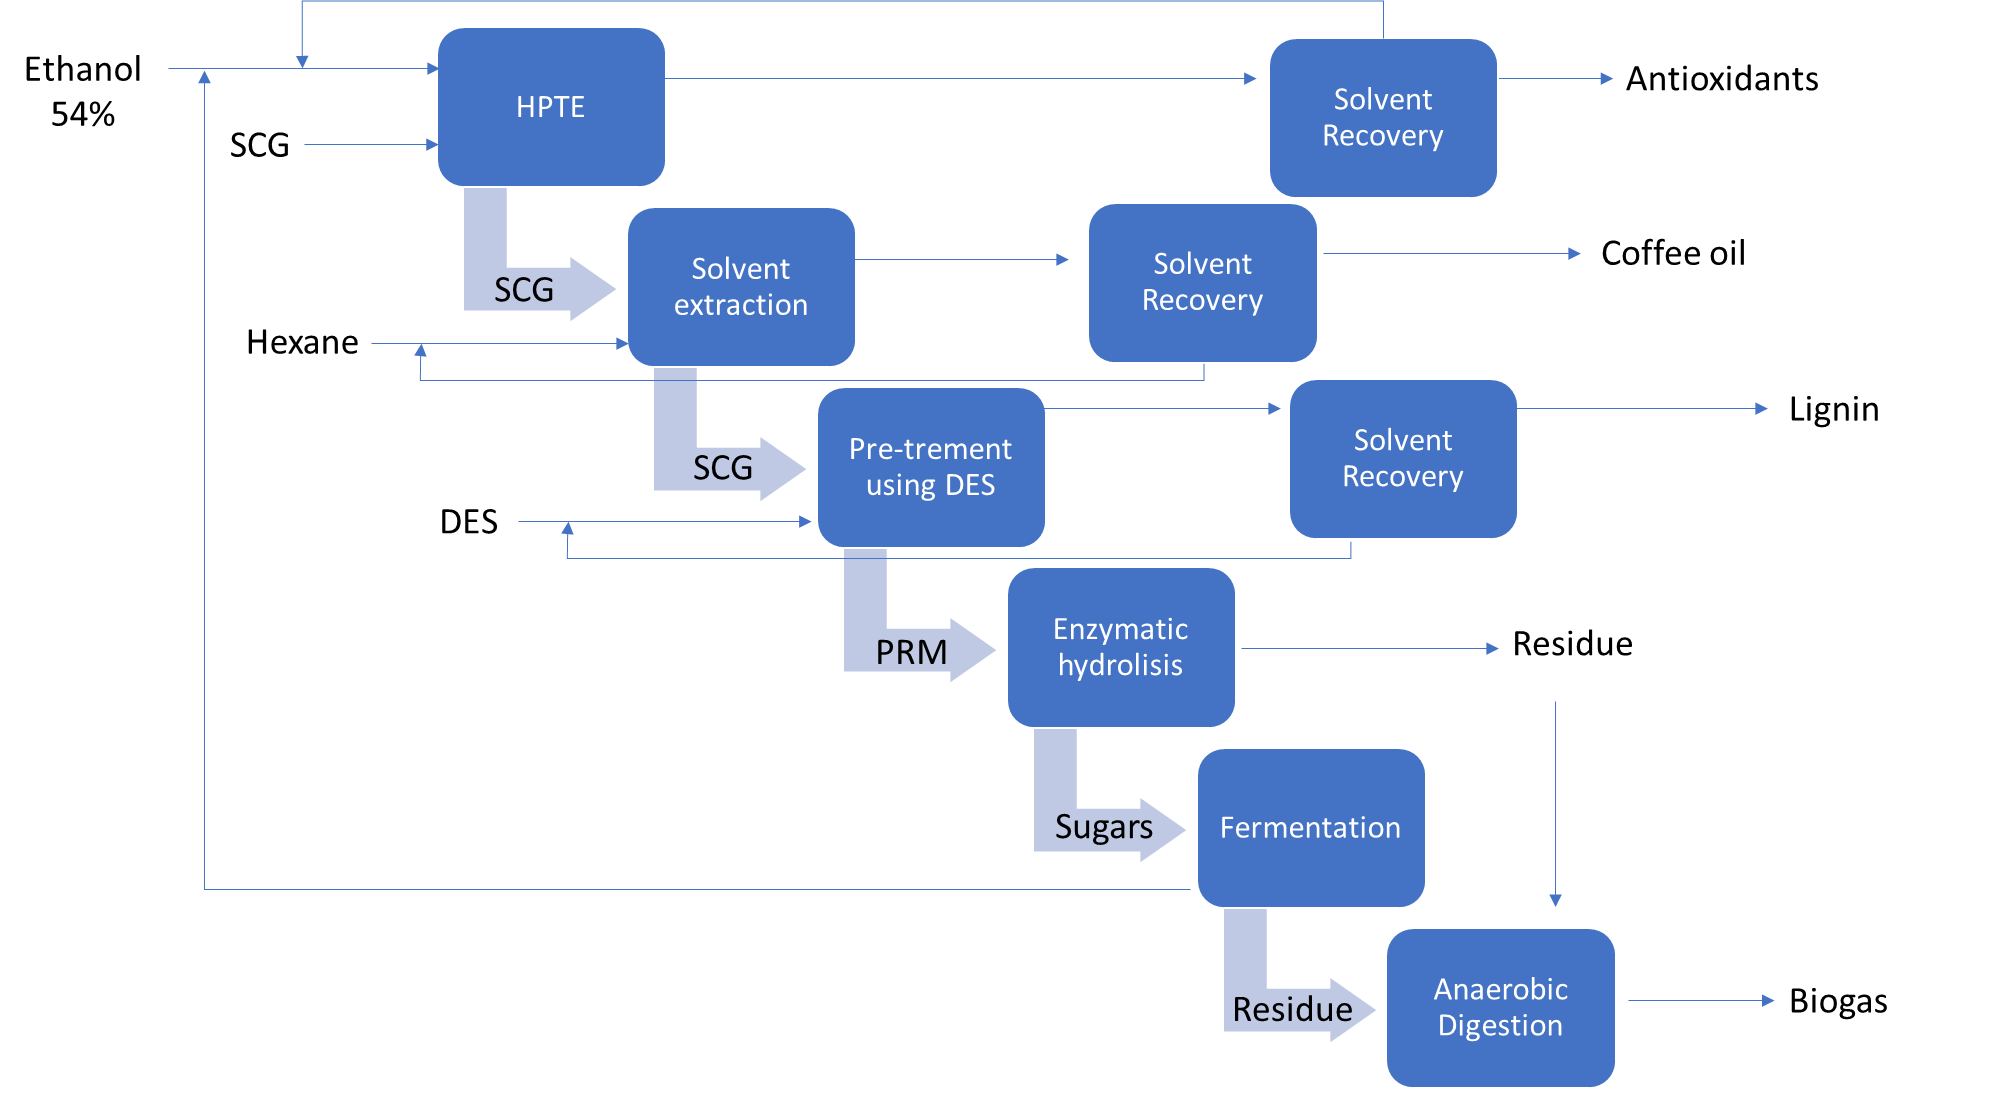 Ethanol
54%
SCG
HPTE
Solvent
Recovery
Antioxidants
SCG
Solvent
extraction
Solvent
Recovery
Coffee oil
Hexane
SCG
Pre-trement
using DES
Solvent
Recovery
Lignin
DES
PRM
Enzymatic
hydrolisis
Residue
Sugars
Fermentation
Residue
Anaerobic
Digestion
Biogas